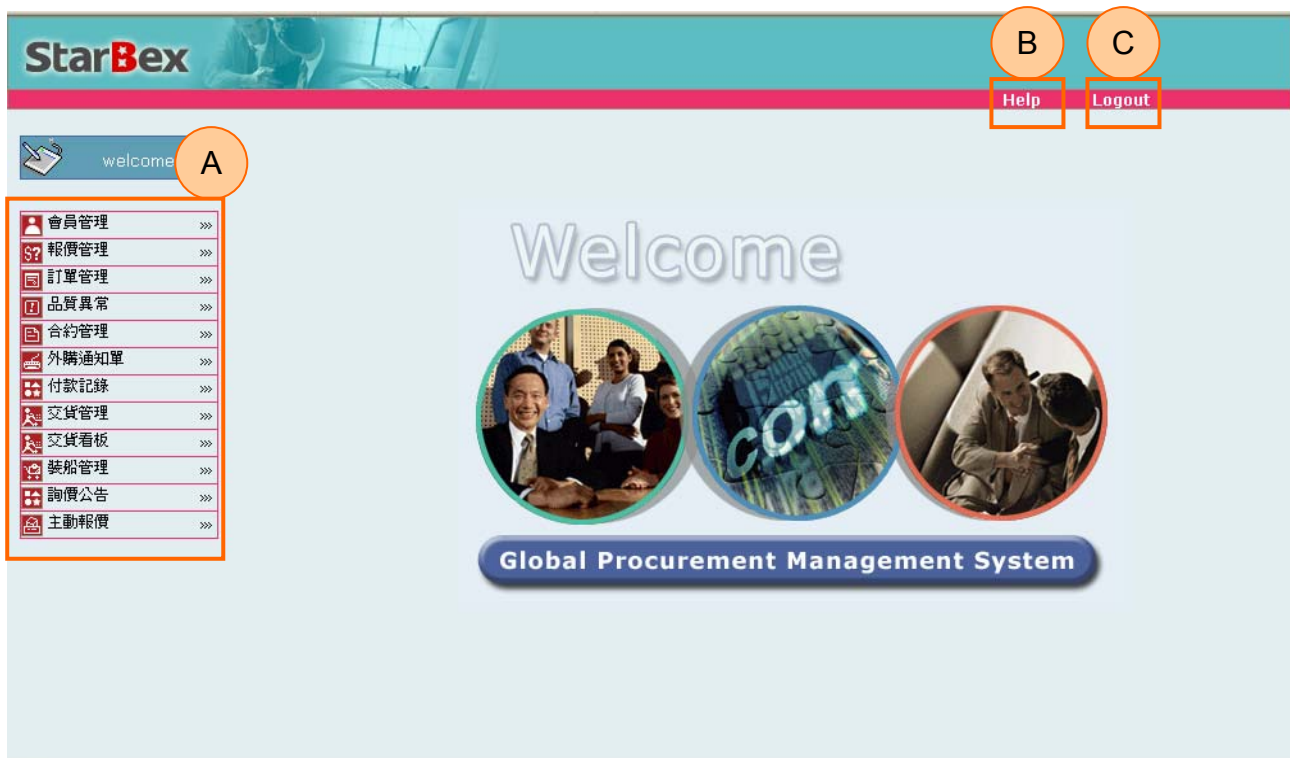 StarBex
B
C
Help
Logout
welcome
A
會員管理 »»
報價管理 »»
訂單管理 »»
品質異常 »»
合約管理 »»
外購通知單 »»
付款記錄 »»
交貨管理 »»
交貨看板 »»
裝船管理 »»
詢價公告 »»
主動報價 »»
Welcome
com
Global Procurement Management System